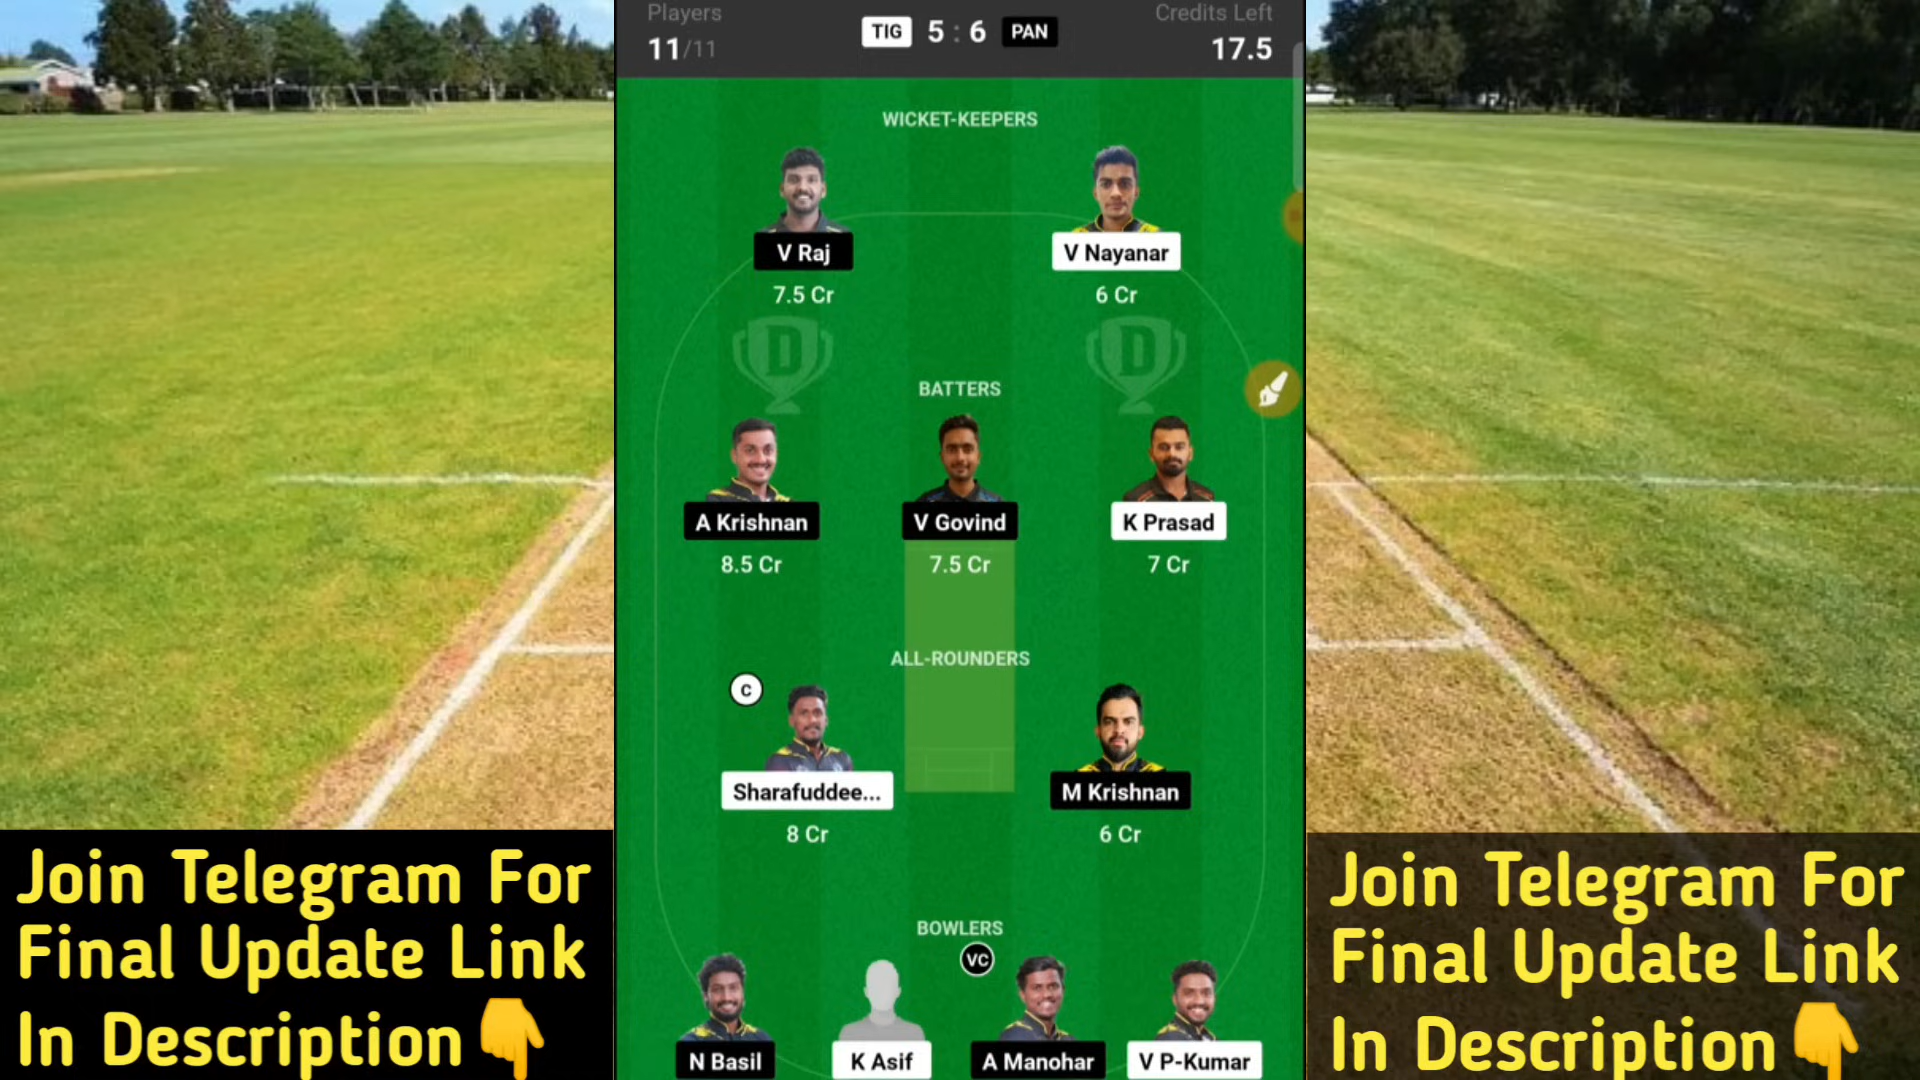 Players
11/11
TIG 5 : 6 PAN
Credits Left
17.5
WICKET-KEEPERS
V Raj
V Nayanar
7.5 Cr
6 Cr
D
D
BATTERS
A Krishnan
V Govind
K Prasad
8.5 Cr
7.5 Cr
7 Cr
ALL-ROUNDERS
C
Sharafuddee...
M Krishnan
8 Cr
6 Cr
BOWLERS
VC
N Basil
K Asif
A Manohar
V P-Kumar
Join Telegram For
Final Update Link
In Description👇
Join Telegram For
Final Update Link
In Description👇